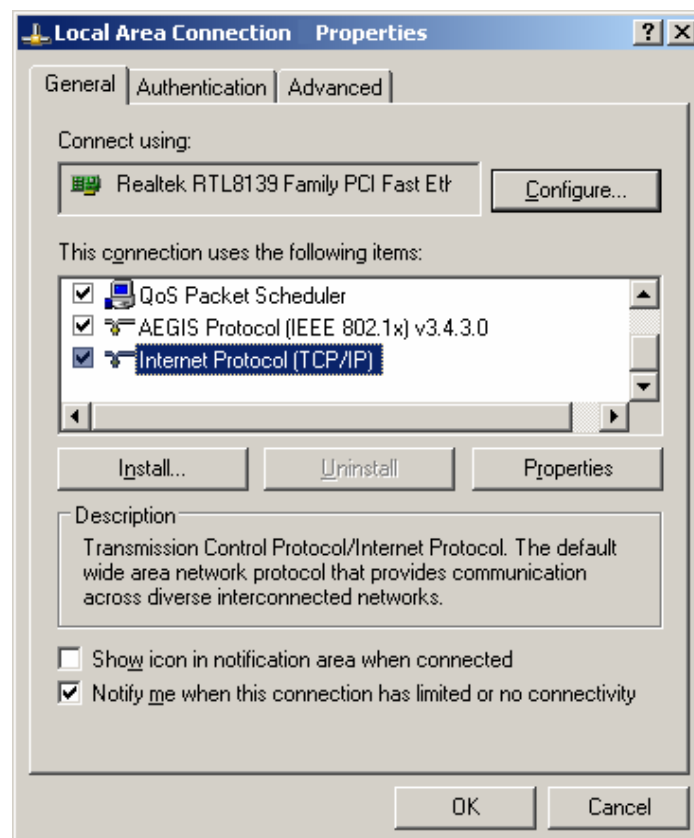 Local Area Connection Properties
General Authentication Advanced
Connect using:
Realtek RTL8139 Family PCI Fast Eth
Configure...
This connection uses the following items:
QoS Packet Scheduler
AEGIS Protocol (IEEE 802.1x) v3.4.3.0
Internet Protocol (TCP/IP)
Install... Uninstall Properties
Description
Transmission Control Protocol/Internet Protocol. The default
wide area network protocol that provides communication
across diverse interconnected networks.
Show icon in notification area when connected
Notify me when this connection has limited or no connectivity
OK Cancel